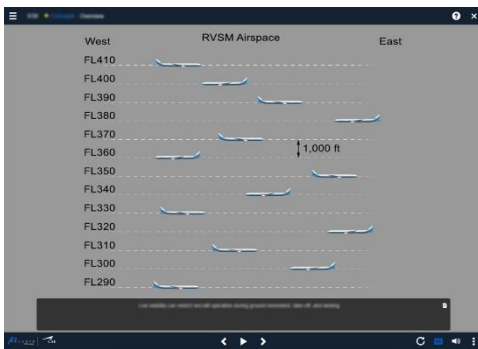 RVSM Airspace
West
East
FL410
FL400
FL390
FL380
FL370
FL360
1,000 ft
FL350
FL340
FL330
FL320
FL310
FL300
FL290
Low visibility can restrict aircraft operation during ground movement, take-off, and landing.